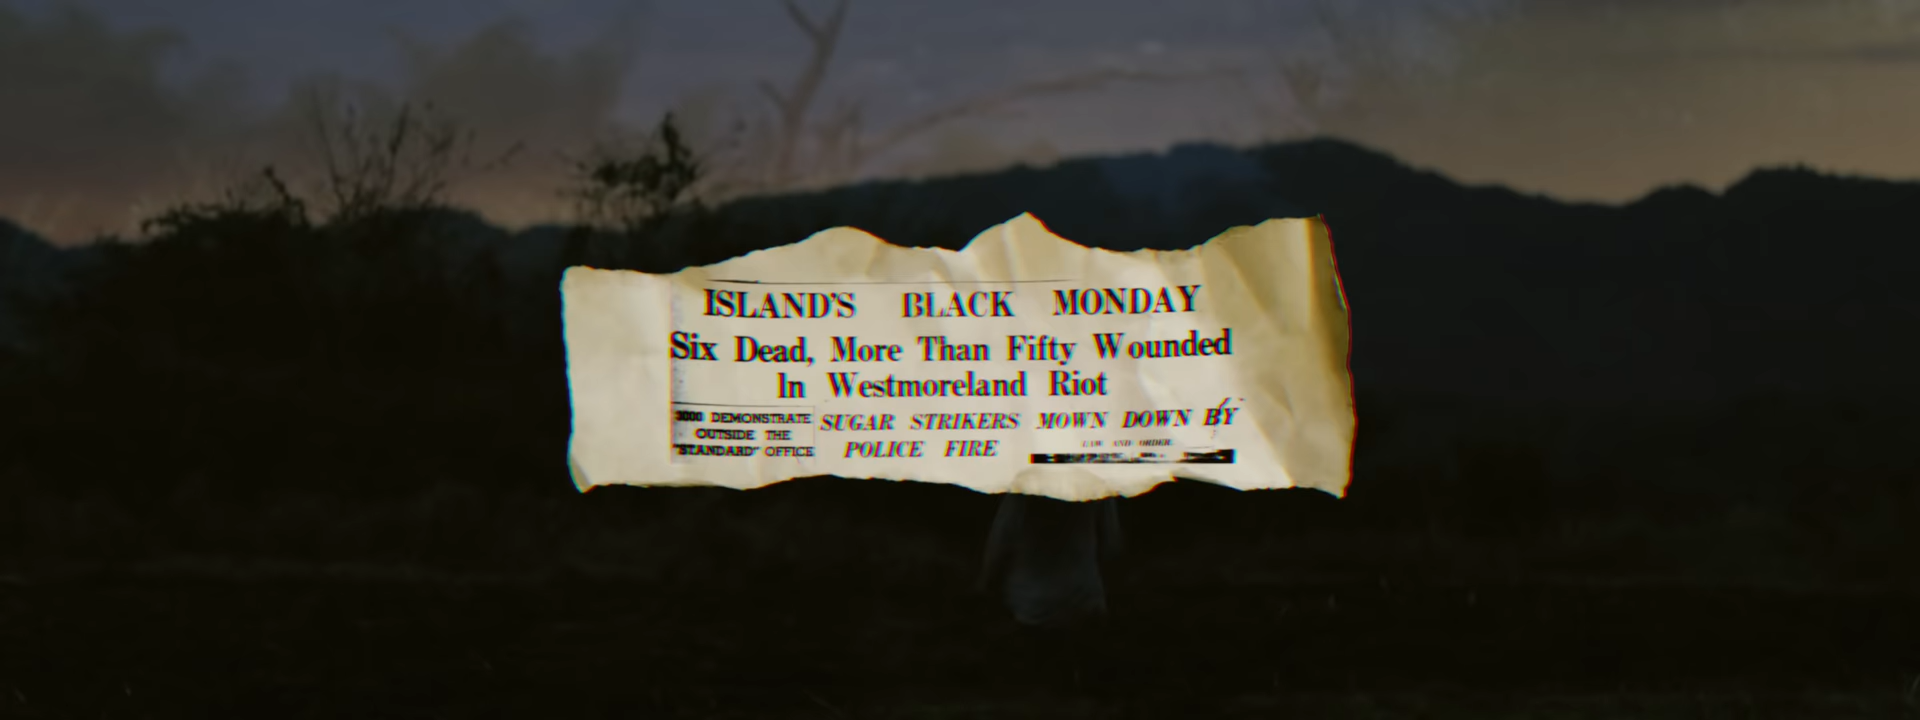 ISLAND'S BLACK MONDAY
Six Dead, More Than Fifty Wounded
In Westmoreland Riot
3000 DEMONSTRATE
OUTSIDE THE
"STANDARD" OFFICE
SUGAR STRIKERS MOWN DOWN BY
POLICE FIRE
LAW AND ORDER.